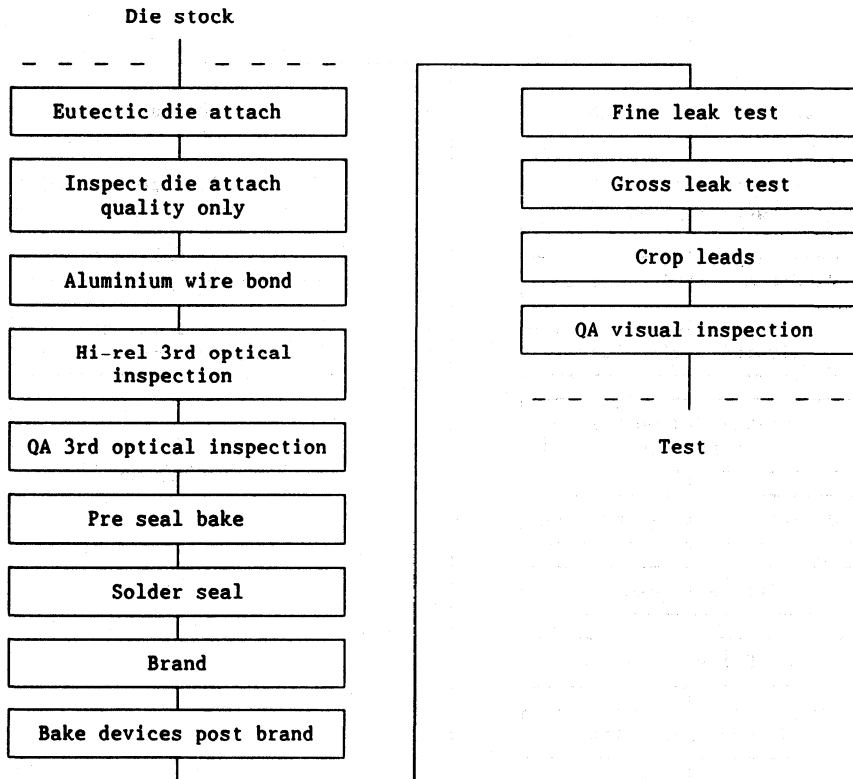 Die stock
Eutectic die attach
Inspect die attach
quality only
Aluminium wire bond
Hi-rel 3rd optical
inspection
QA 3rd optical inspection
Pre seal bake
Solder seal
Brand
Bake devices post brand
Fine leak test
Gross leak test
Crop leads
QA visual inspection
Test